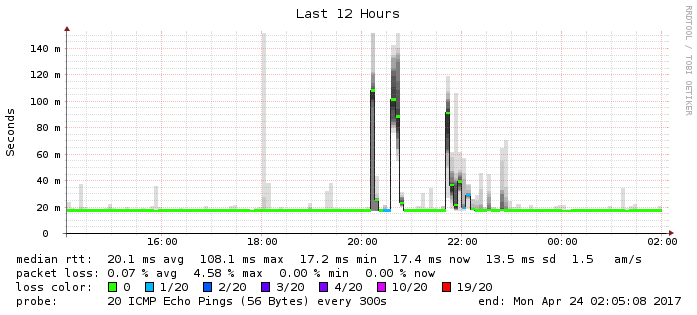 Last 12 Hours
RRDTOOL / TOBI OETIKER
Seconds
140 m
120 m
100 m
80 m
60 m
40 m
20 m
0
16:00 18:00 20:00 22:00 00:00 02:00
median rtt: 20.1 ms avg 108.1 ms max 17.2 ms min 17.4 ms now 13.5 ms sd 1.5 am/s
packet loss: 0.07 % avg 4.58 % max 0.00 % min 0.00 % now
loss color: 0 1/20 2/20 3/20 4/20 10/20 19/20
probe: 20 ICMP Echo Pings (56 Bytes) every 300s end: Mon Apr 24 02:05:08 2017